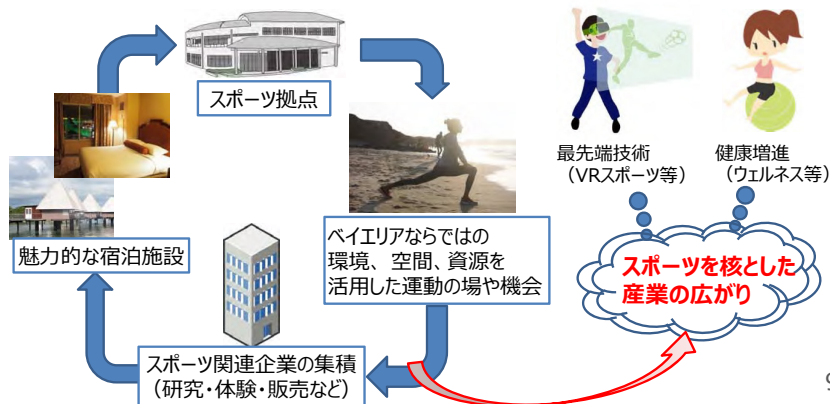 スポーツ拠点
最先端技術
（VRスポーツ等）
健康増進
（ウェルネス等）
魅力的な宿泊施設
ベイエリアならではの
環境、空間、資源を
活用した運動の場や機会
スポーツを核とした
産業の広がり
スポーツ関連企業の集積
（研究・体験・販売など）
9